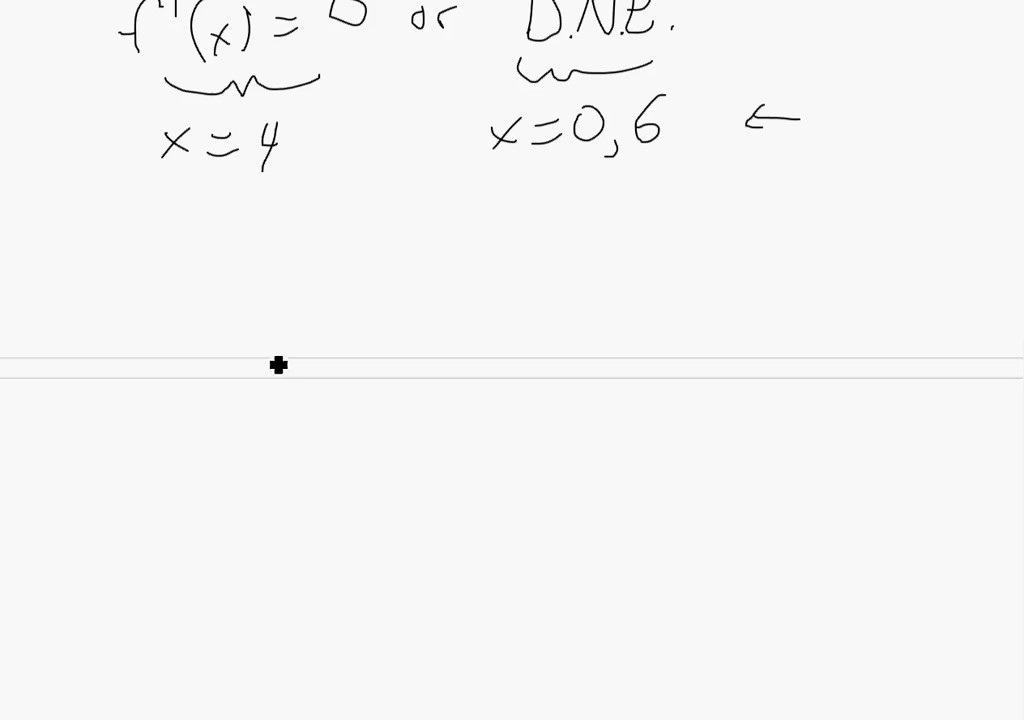 f'(x) = 0 or D.N.E.
x = 4 x = 0, 6 ←